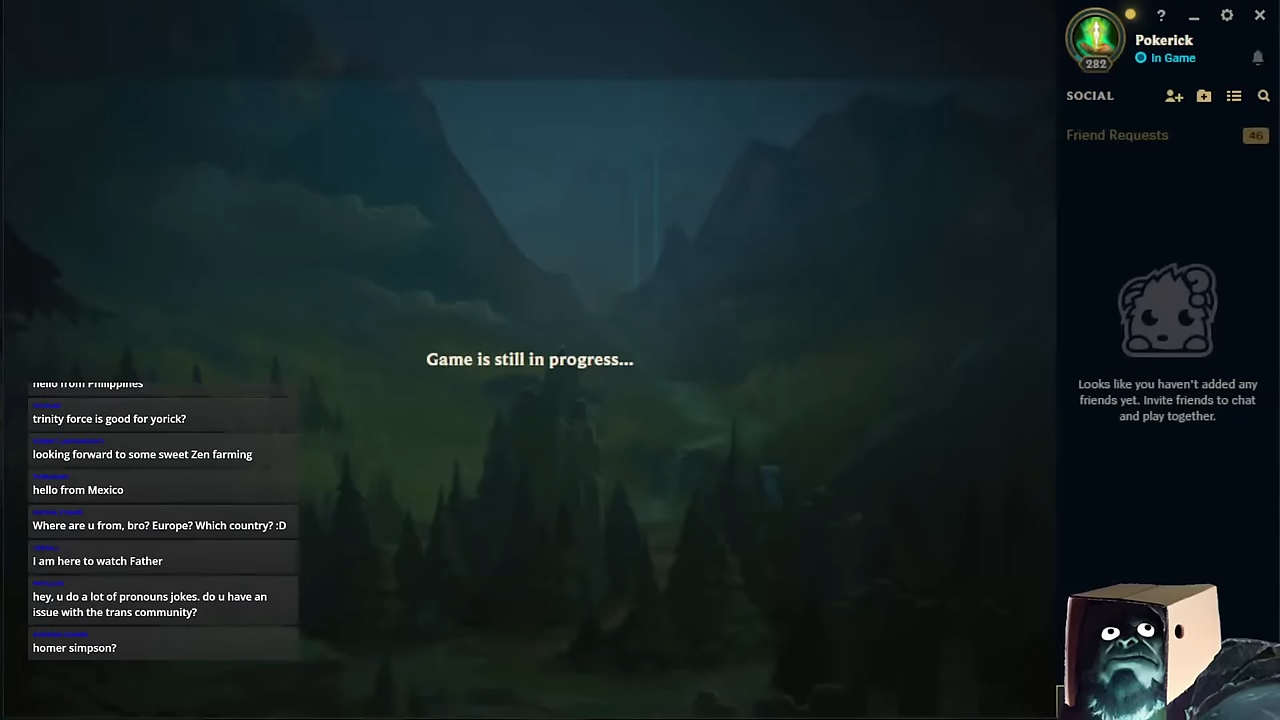 ?
Pokerick
282
In Game
SOCIAL
Friend Requests
46
Game is still in progress...
Looks like you haven't added any
friends yet. Invite friends to chat
and play together.
hello from Philippines
trinity force is good for yorick?
looking forward to some sweet Zen farming
hello from Mexico
Where are u from, bro? Europe? Which country? :D
I am here to watch Father
hey, u do a lot of pronouns jokes. do u have an
issue with the trans community?
homer simpson?